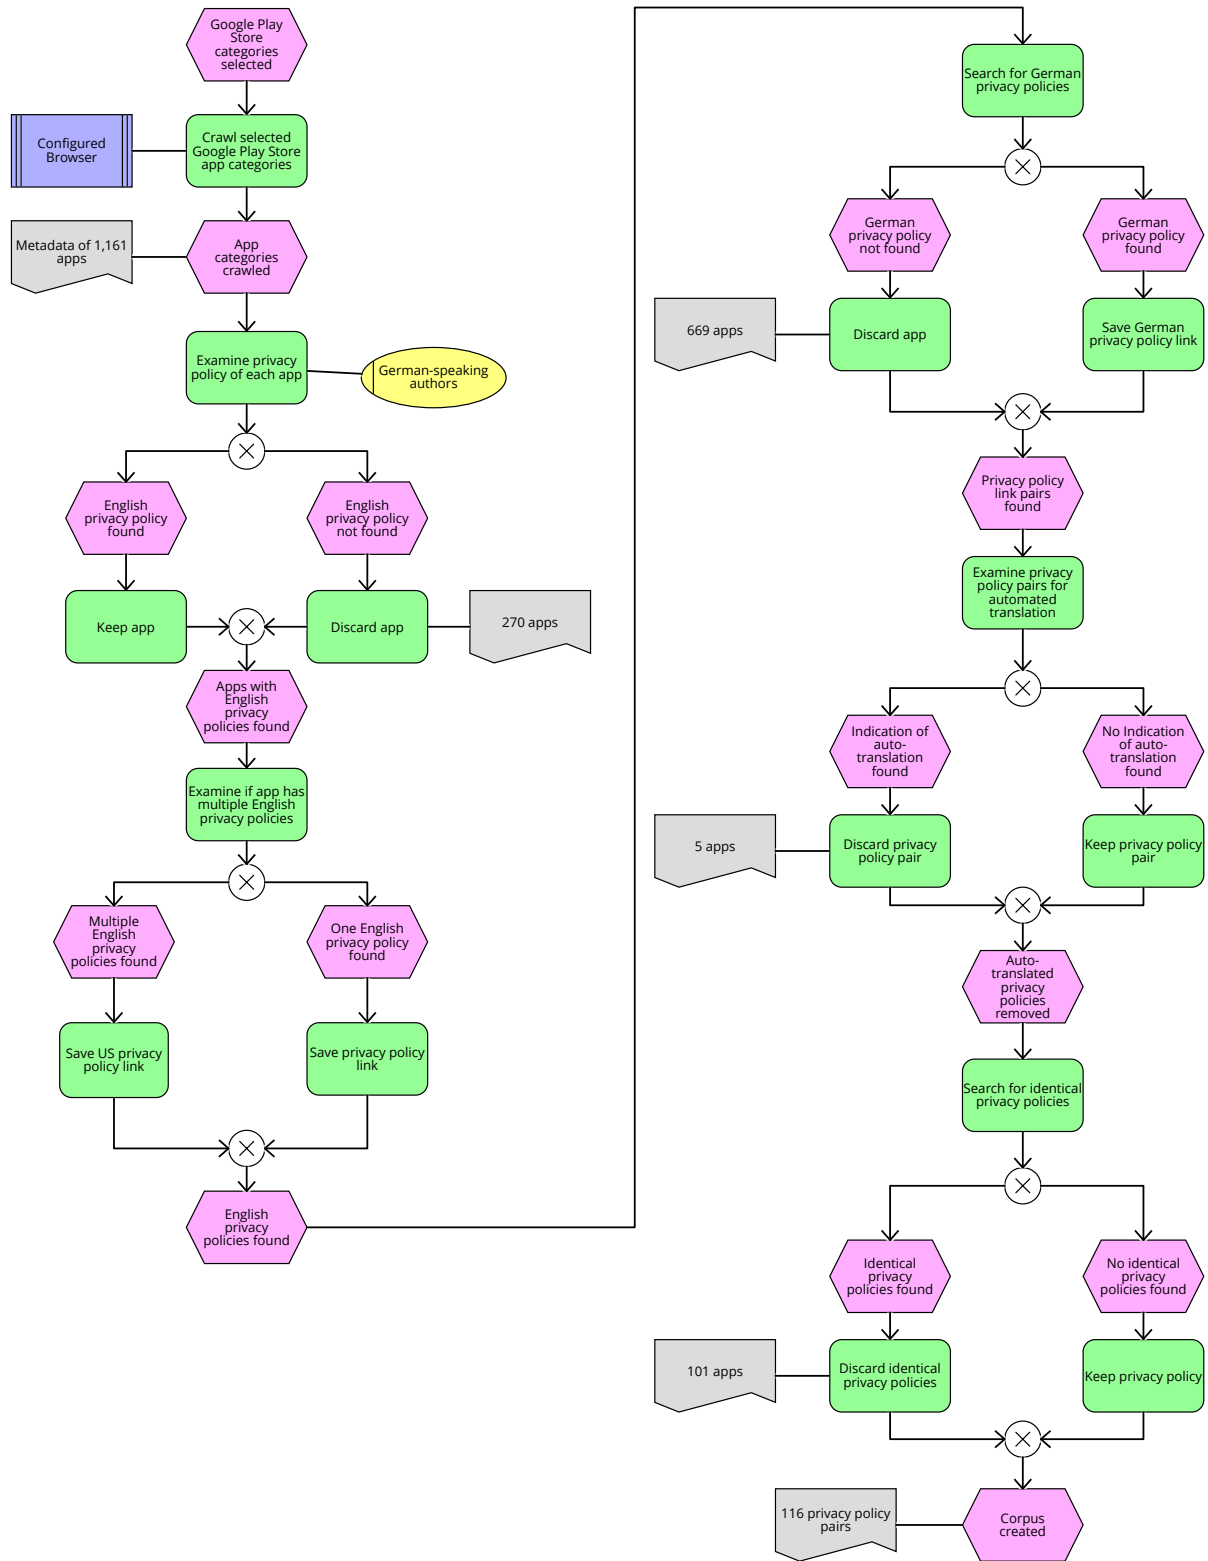 Google Play
Store
categories
selected
Configured
Browser
Crawl selected
Google Play Store
app categories
Metadata of 1,161
apps
App
categories
crawled
Examine privacy
policy of each app
German-speaking
authors
English
privacy policy
found
English
privacy policy
not found
Keep app
Discard app
270 apps
Apps with
English
privacy
policies found
Examine if app has
multiple English
privacy policies
Multiple
English
privacy
policies found
One English
privacy policy
found
Save US privacy
policy link
Save privacy policy
link
English
privacy
policies found
Search for German
privacy policies
German
privacy policy
not found
German
privacy policy
found
669 apps
Discard app
Save German
privacy policy link
Privacy policy
link pairs
found
Examine privacy
policy pairs for
automated
translation
Indication of
auto-
translation
found
No Indication
of auto-
translation
found
5 apps
Discard privacy
policy pair
Keep privacy policy
pair
Auto-
translated
privacy
policies
removed
Search for identical
privacy policies
Identical
privacy
policies found
No identical
privacy
policies found
101 apps
Discard identical
privacy policies
Keep privacy policy
116 privacy policy
pairs
Corpus
created